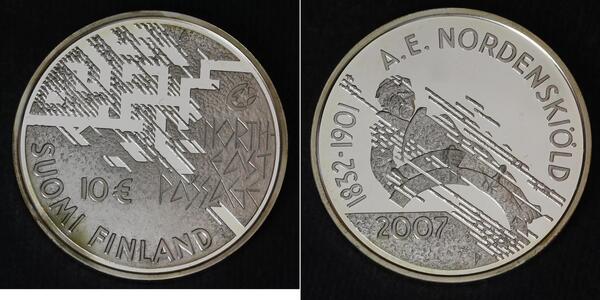 NORTH-
EAST
PASSAGE
10 €
SUOMI FINLAND
A.E. NORDENSKIÖLD
1832-1901
2007